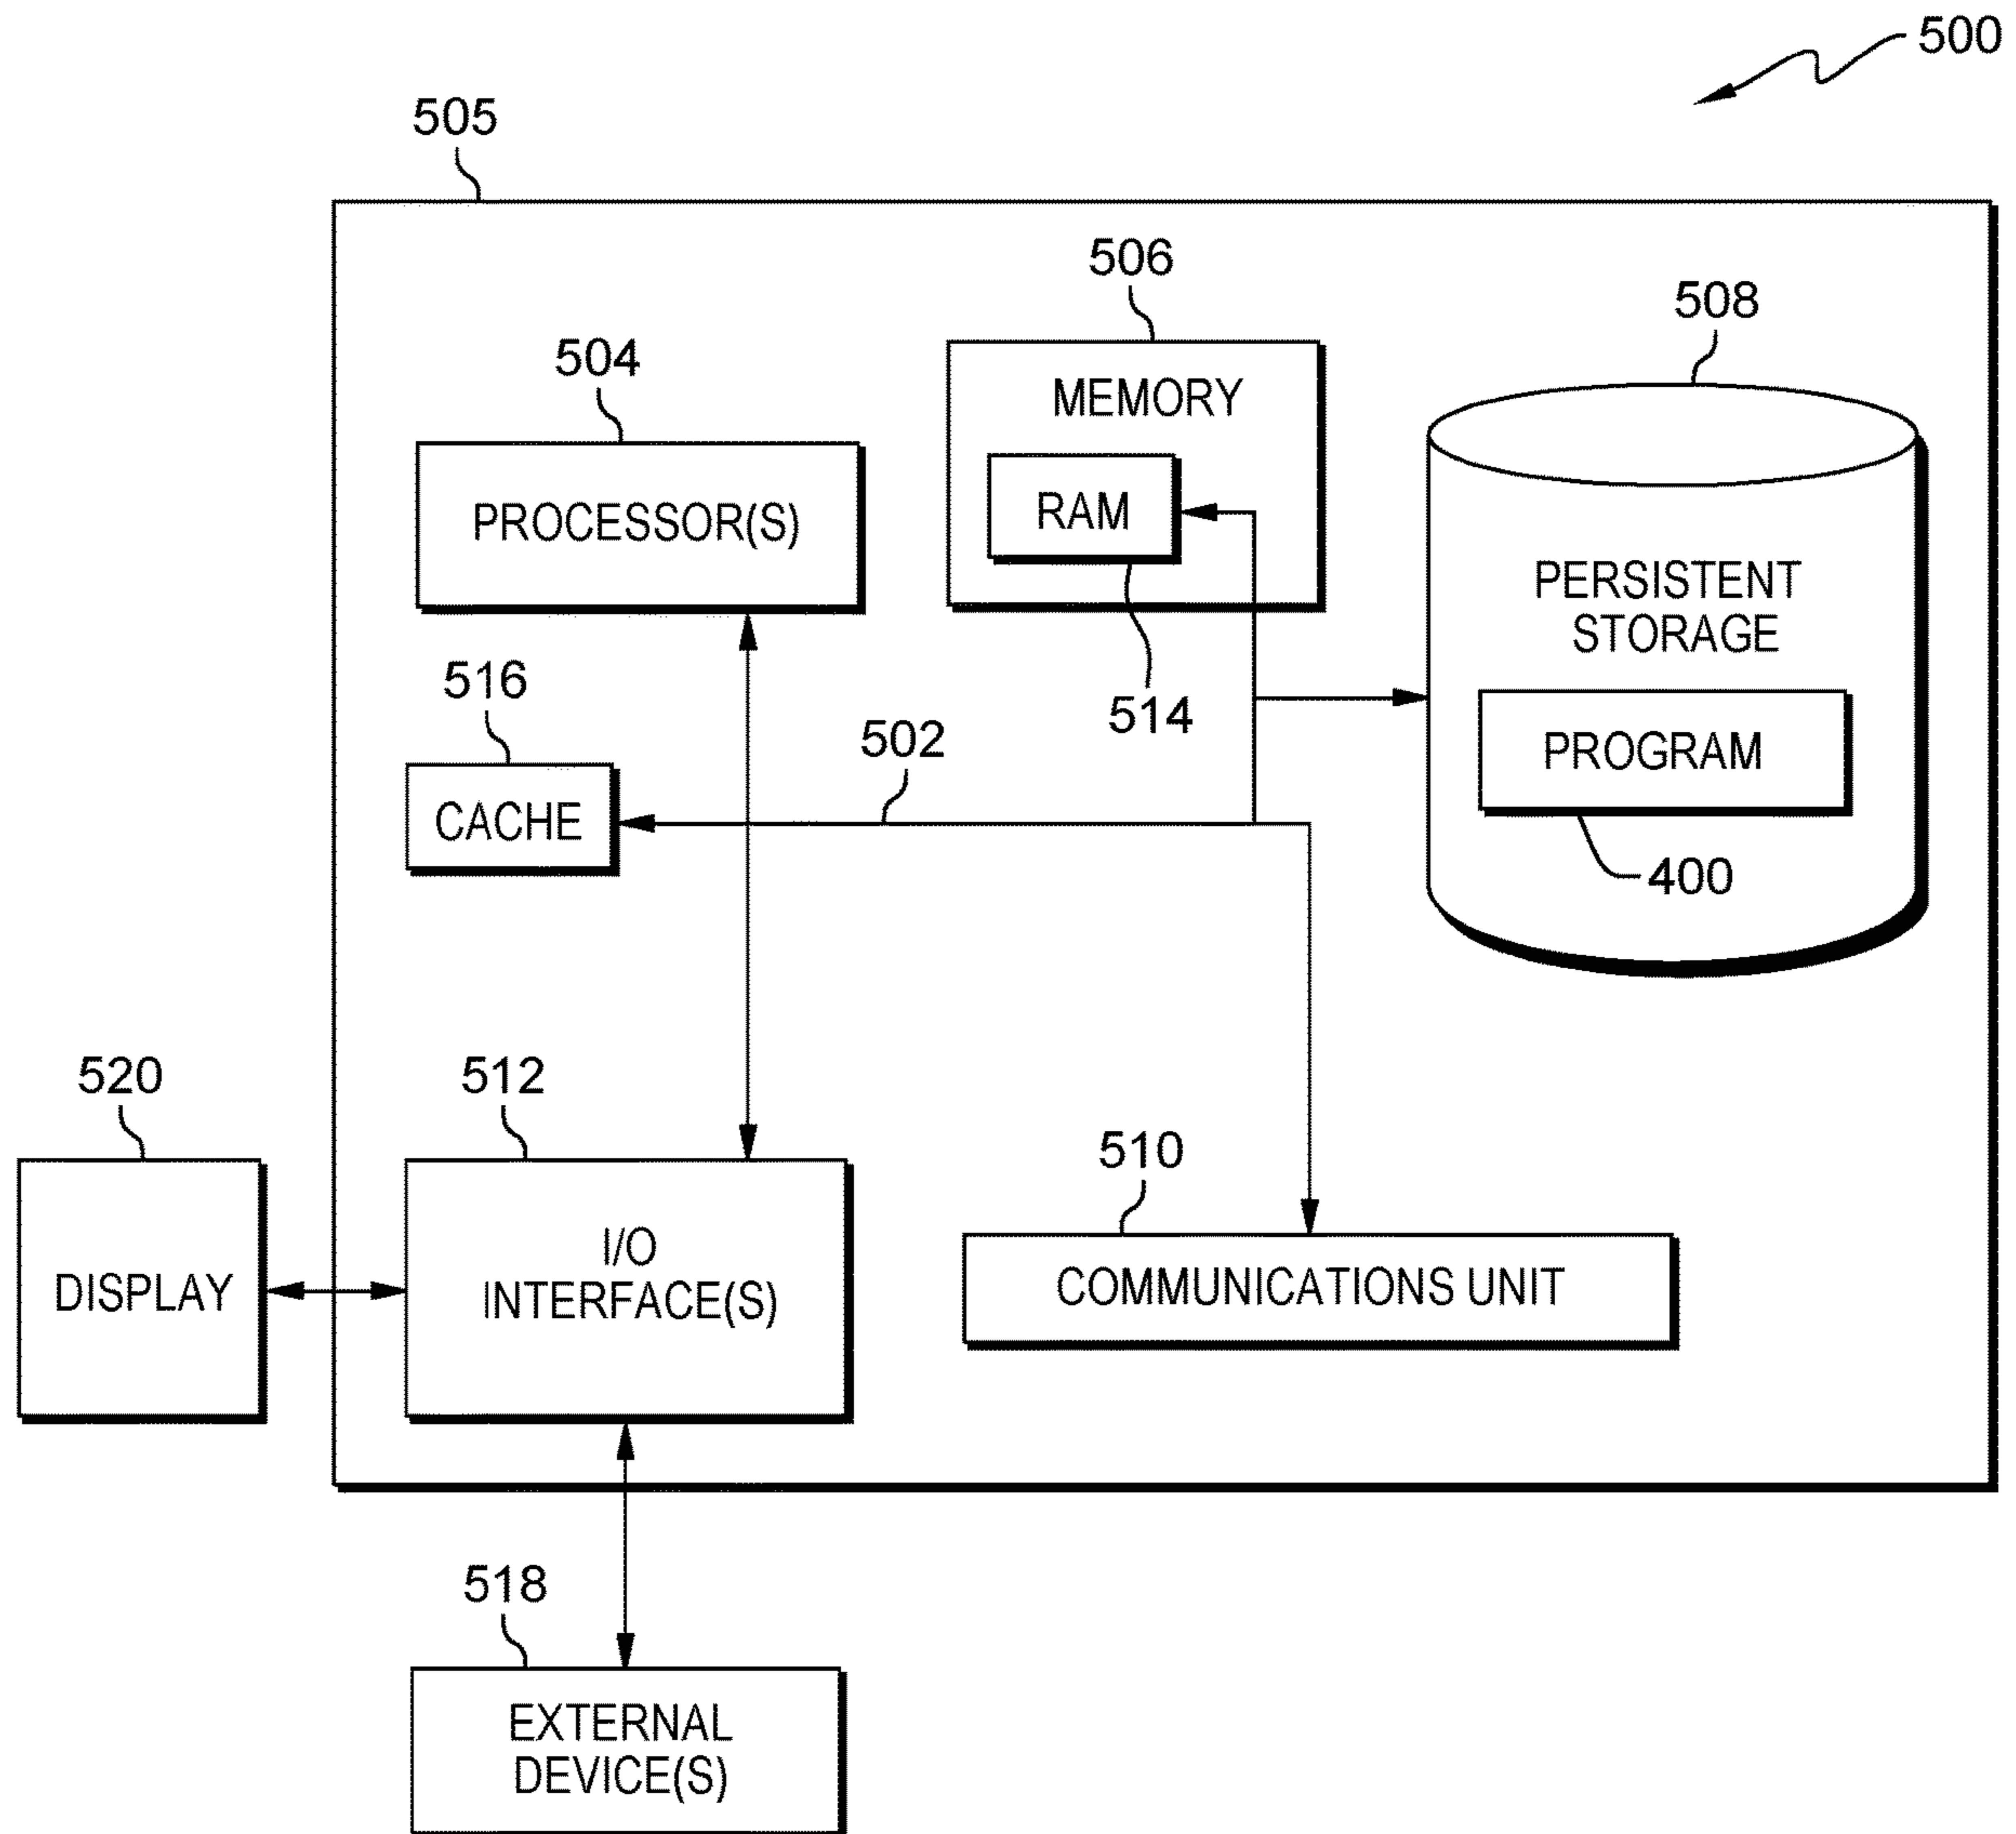 500
505
506
508
504
MEMORY
PROCESSOR(S)
RAM
PERSISTENT
STORAGE
516
514
502
PROGRAM
CACHE
400
520
512
510
I/O
INTERFACE(S)
DISPLAY
COMMUNICATIONS UNIT
518
EXTERNAL
DEVICE(S)